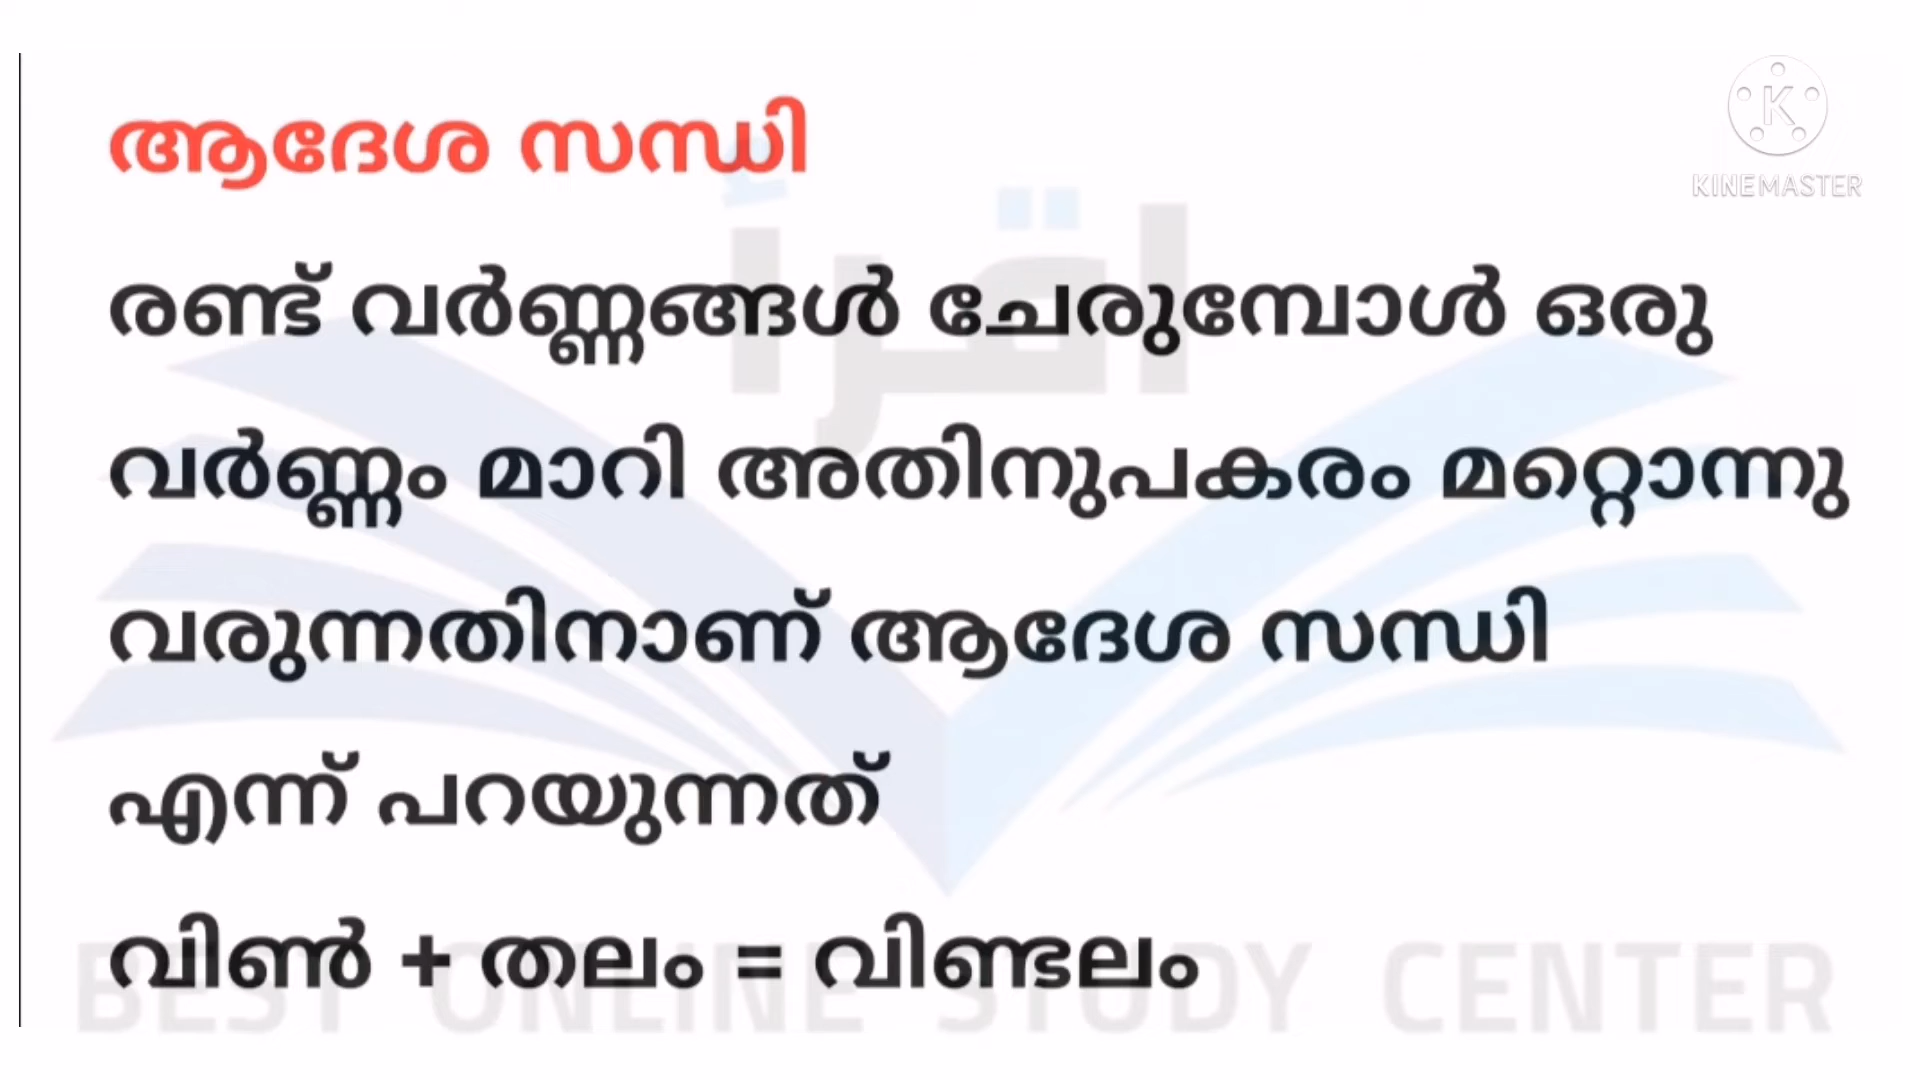 ആദേശ സന്ധി
KINEMASTER
രണ്ട് വർണ്ണങ്ങൾ ചേരുമ്പോൾ ഒരു
വർണ്ണം മാറി അതിനുപകരം മറ്റൊന്നു
വരുന്നതിനാണ് ആദേശ സന്ധി
എന്ന് പറയുന്നത്
വിൺ + തലം = വിണ്ടലം
اقرأ
BEST ONLINE STUDY CENTER